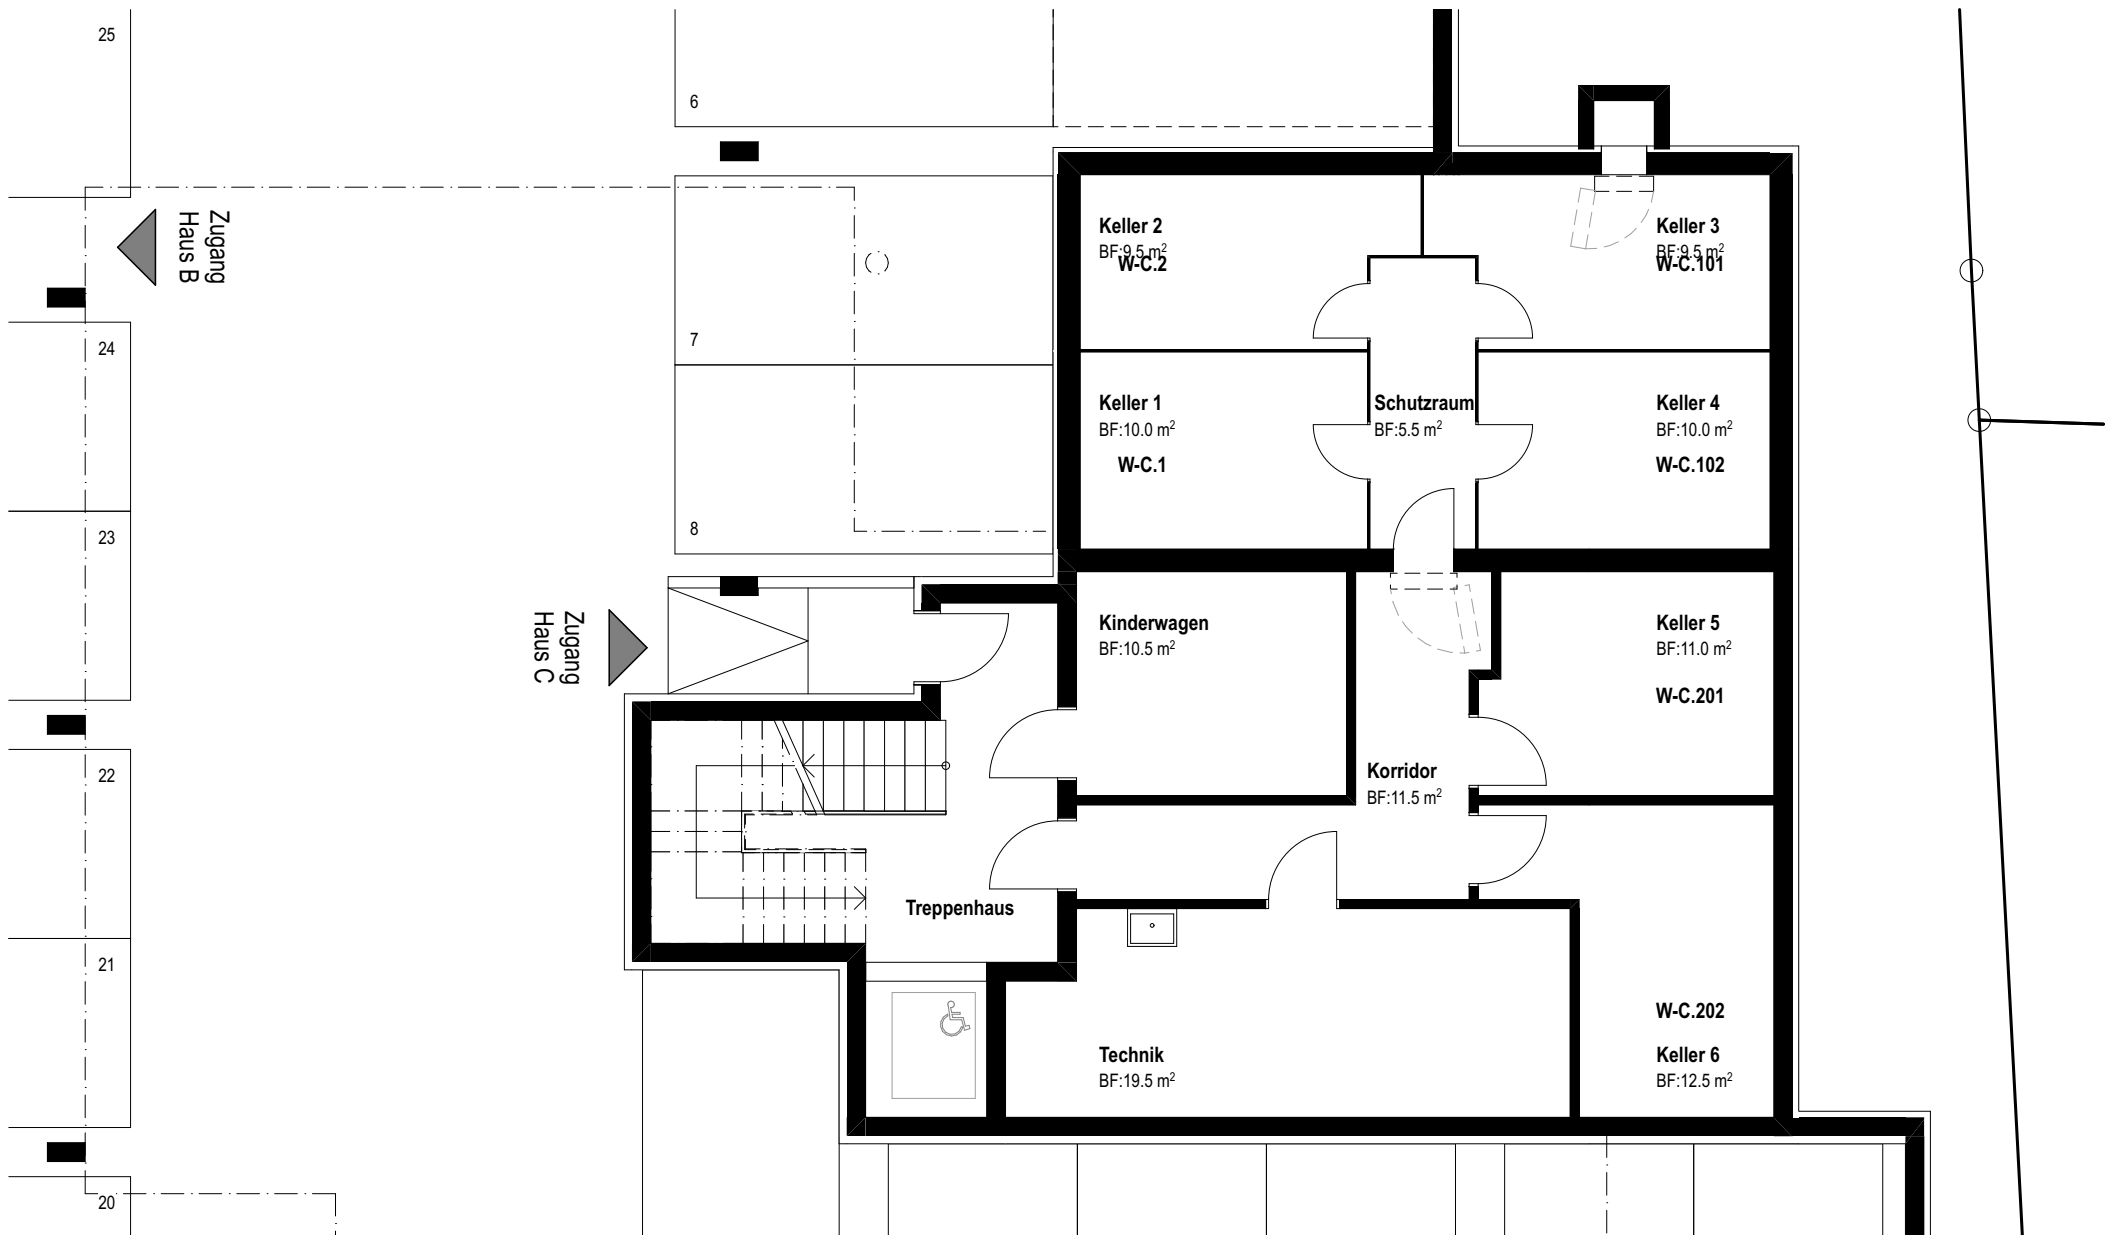 25
6
Zugang
Haus B
24
23
22
21
20
7
8
Zugang
Haus C
Keller 2
BF:9.5 m²
W-C.2
Keller 3
BF:9.5 m²
W-C.101
Keller 1
BF:10.0 m²
W-C.1
Schutzraum
BF:5.5 m²
Keller 4
BF:10.0 m²
W-C.102
Kinderwagen
BF:10.5 m²
Keller 5
BF:11.0 m²
W-C.201
Korridor
BF:11.5 m²
Treppenhaus
Technik
BF:19.5 m²
W-C.202
Keller 6
BF:12.5 m²